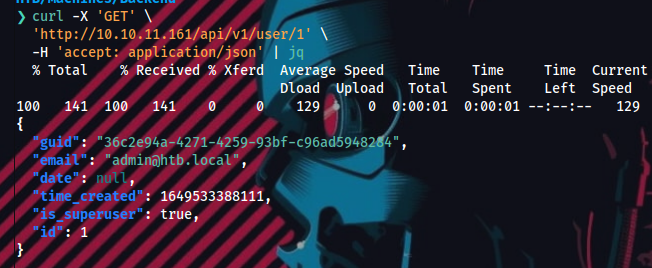 HTB/Machines/Backend
❯ curl -X 'GET' \
'http://10.10.11.161/api/v1/user/1' \
-H 'accept: application/json' | jq
% Total % Received % Xferd Average Speed Time Time Time Current
Dload Upload Total Spent Left Speed
100 141 100 141 0 0 129 0 0:00:01 0:00:01 --:--:-- 129
{
"guid": "36c2e94a-4271-4259-93bf-c96ad5948284",
"email": "admin@htb.local",
"date": null,
"time_created": 1649533388111,
"is_superuser": true,
"id": 1
}